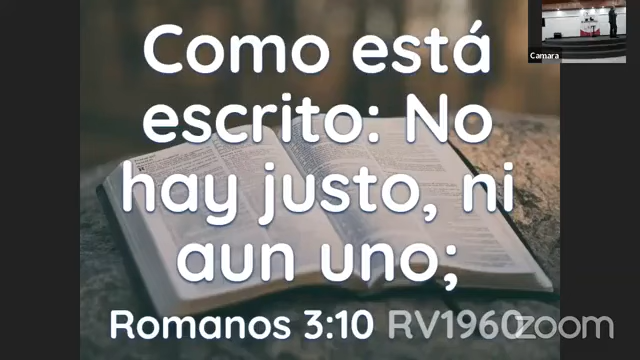 Como está
escrito: No
hay justo, ni
aun uno;
Romanos 3:10 RV1960
zoom
Camara